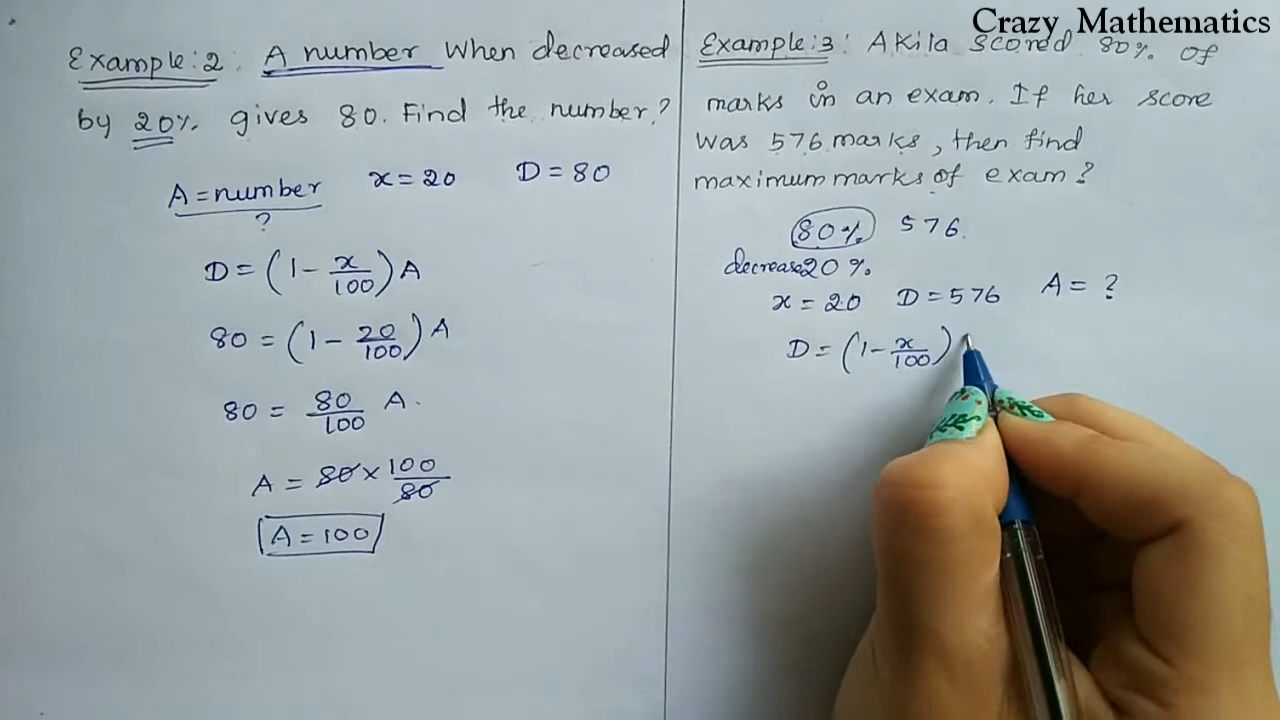 Crazy Mathematics
Example:2: A number when decreased
by 20% gives 80. Find the number?
A = number x = 20 D = 80
?
D = (1 - x/100) A
80 = (1 - 20/100) A
80 = 80/100 A.
A = 80 × 100/80
A = 100
Example:3: Akila scored 80% of
marks in an exam. If her score
was 576 marks, then find
maximum marks of exam?
80% 576.
decrease 20%.
x = 20 D = 576 A = ?
D = (1 - x/100)